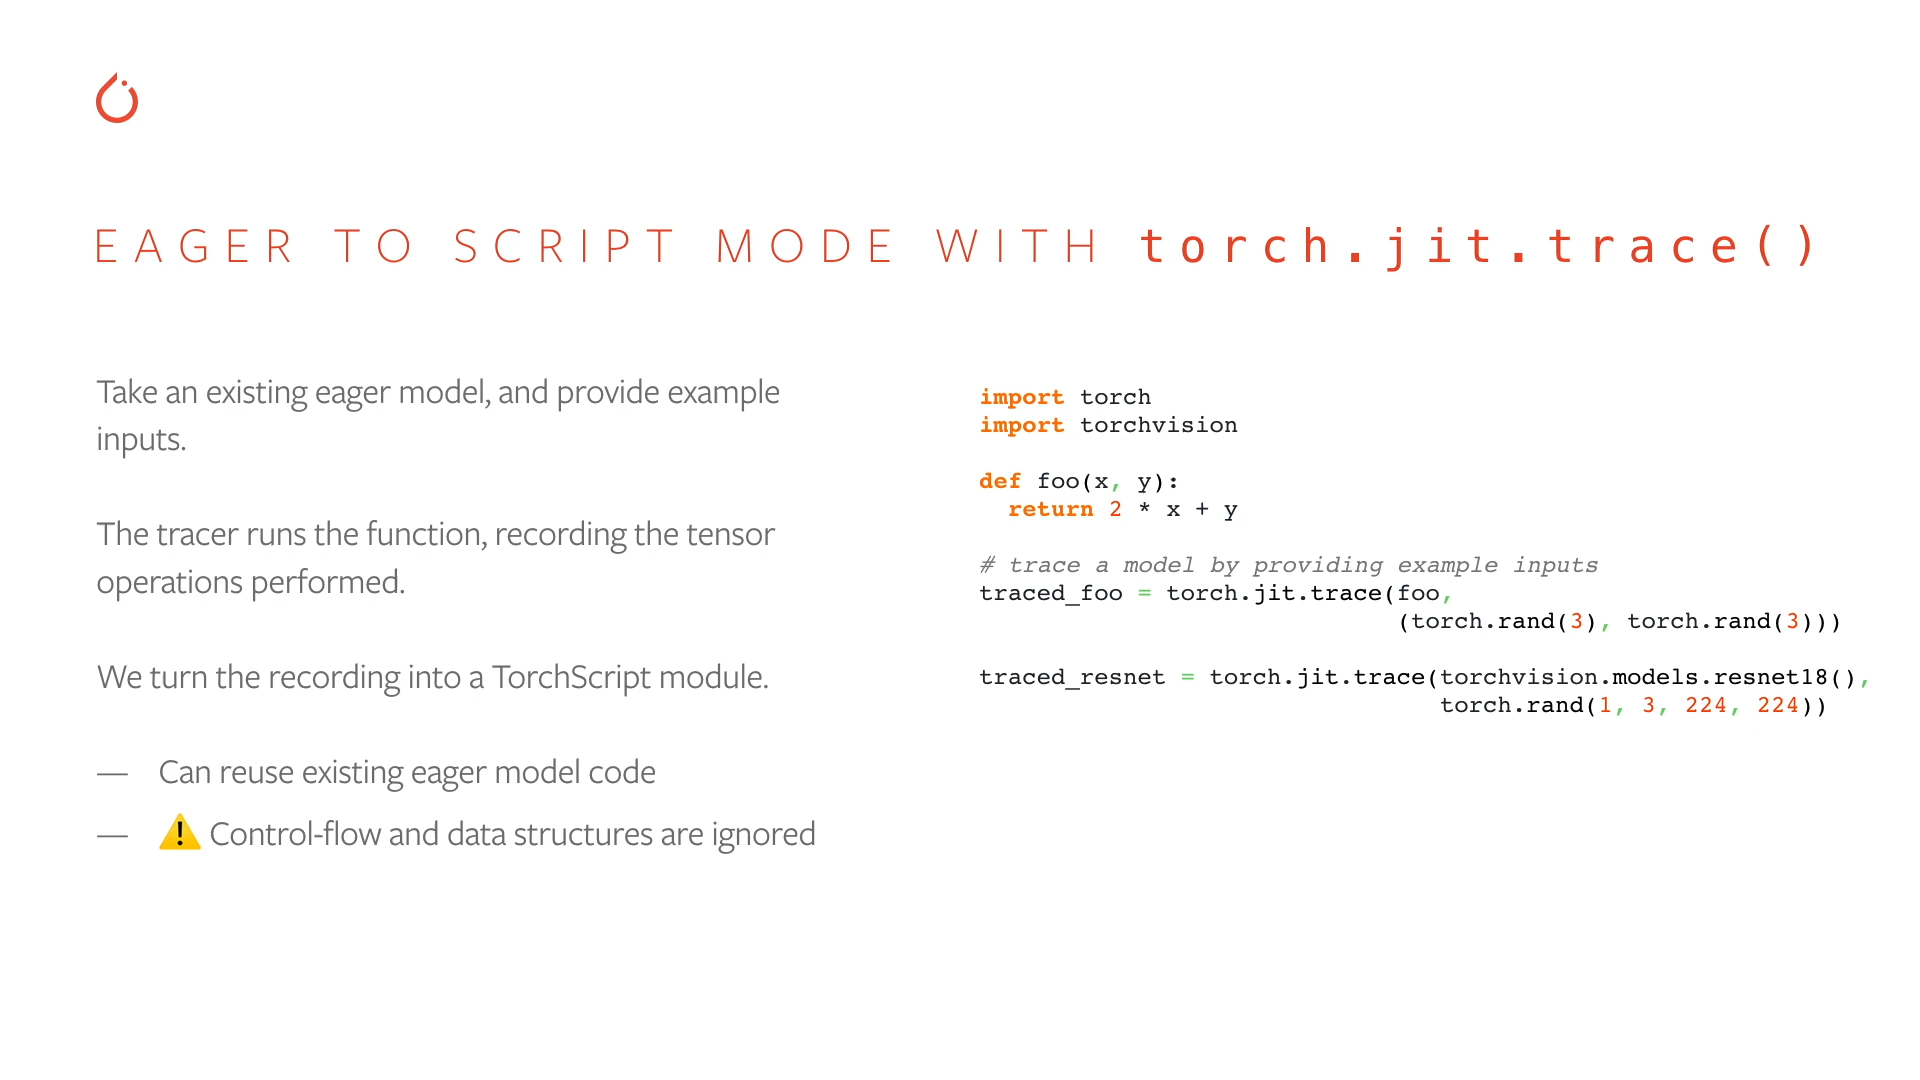 EAGER TO SCRIPT MODE WITH torch.jit.trace()
Take an existing eager model, and provide example
inputs.
The tracer runs the function, recording the tensor
operations performed.
We turn the recording into a TorchScript module.
— Can reuse existing eager model code
— ⚠️ Control-flow and data structures are ignored
import torch
import torchvision
def foo(x, y):
  return 2 * x + y
# trace a model by providing example inputs
traced_foo = torch.jit.trace(foo,
                             (torch.rand(3), torch.rand(3)))
traced_resnet = torch.jit.trace(torchvision.models.resnet18(),
                                torch.rand(1, 3, 224, 224))